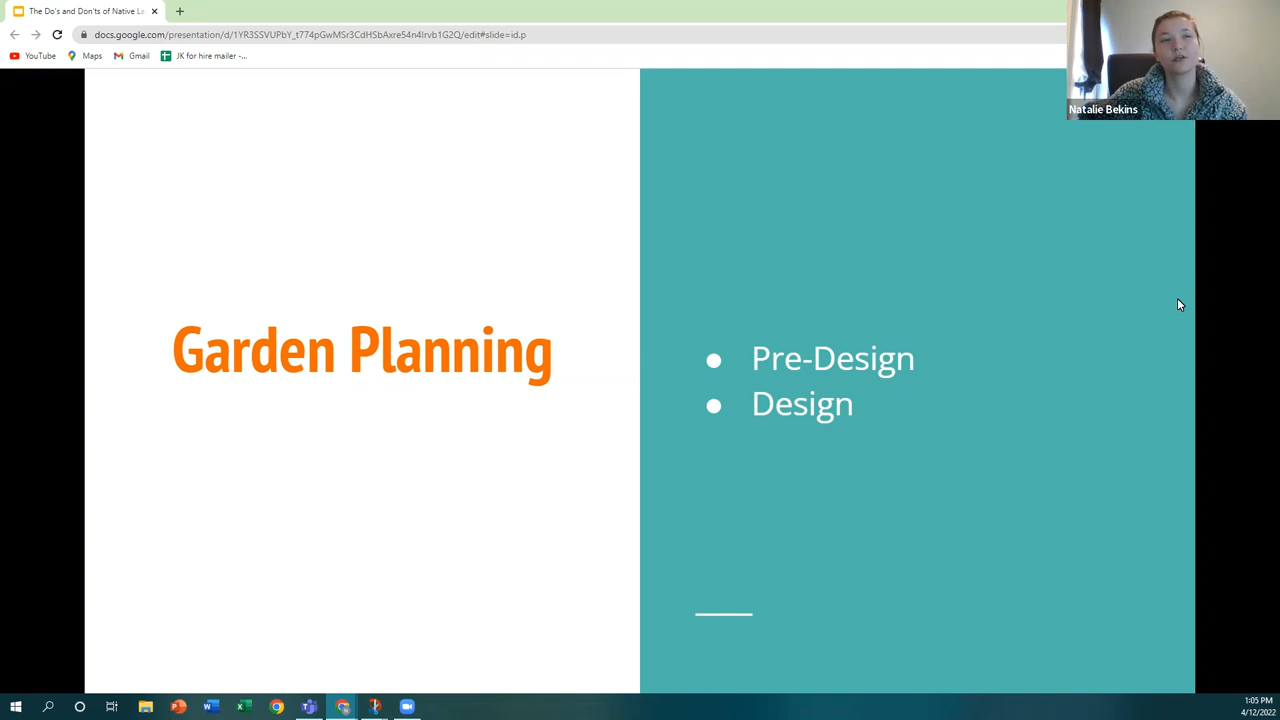 The Do's and Don'ts of Native La
docs.google.com/presentation/d/1YR3SSVUPbY_t774pGwMSr3CdHSbAxre54n4lrvb1G2Q/edit#slide=id.p
YouTube
Maps
Gmail
JK for hire mailer -...
Natalie Bekins
Garden Planning
● Pre-Design
● Design
1:05 PM
4/12/2022